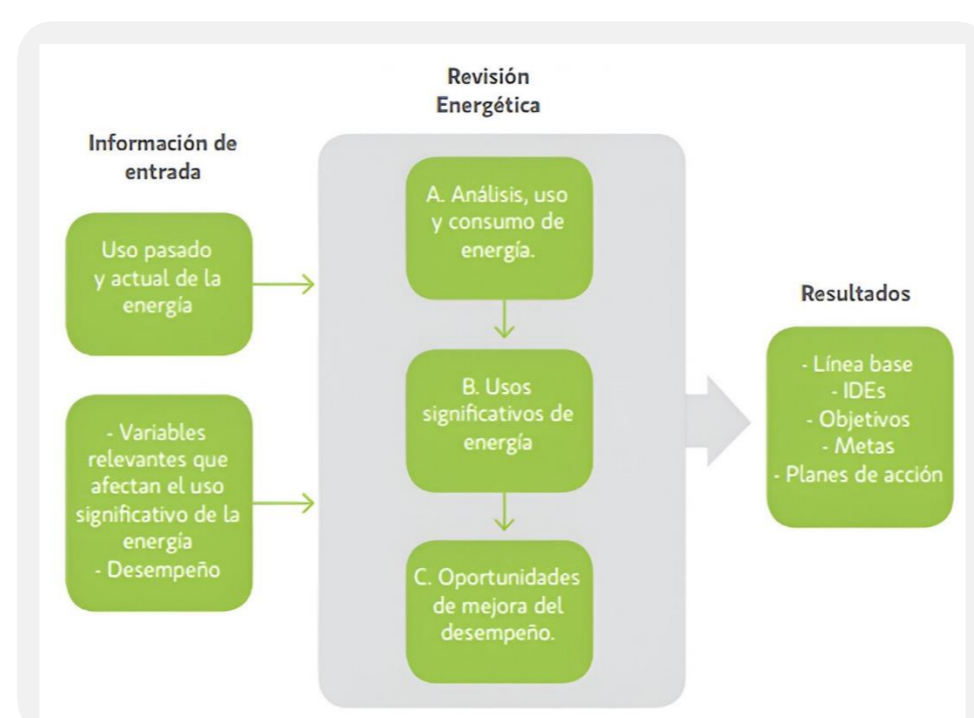 Revisión
Energética
Información de
entrada
Uso pasado
y actual de la
energía
- Variables
relevantes que
afectan el uso
significativo de la
energía
- Desempeño
A. Análisis, uso
y consumo de
energía.
B. Usos
significativos de
energía
C. Oportunidades
de mejora del
desempeño.
Resultados
- Línea base
- IDEs
- Objetivos
- Metas
- Planes de acción